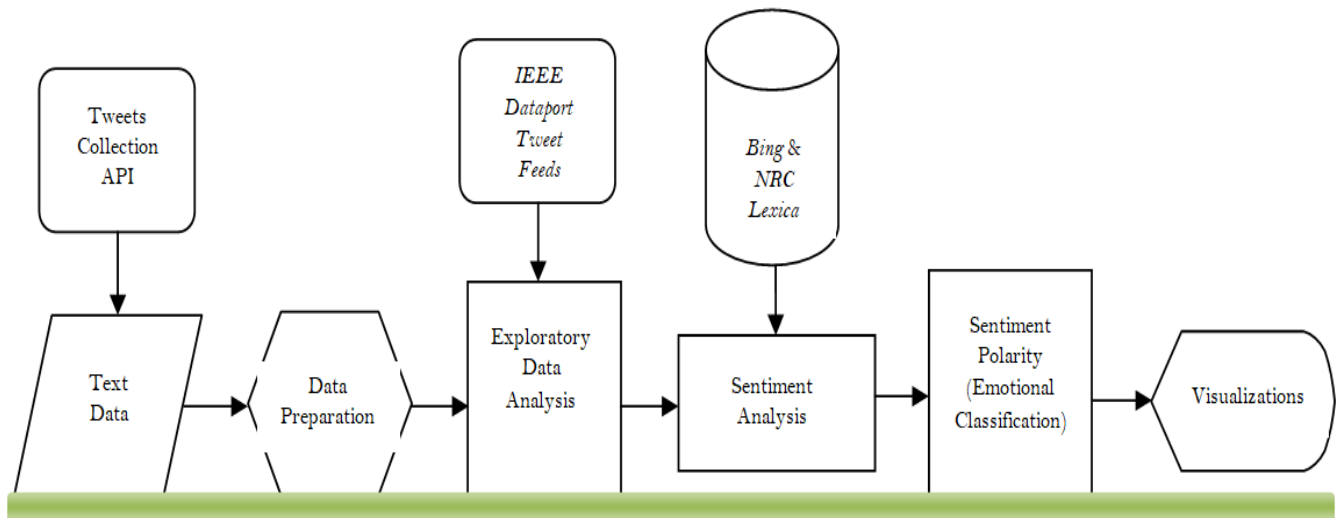 Tweets
Collection
API
IEEE
Dataport
Tweet
Feeds
Bing &
NRC
Lexica
Text
Data
Data
Preparation
Exploratory
Data
Analysis
Sentiment
Analysis
Sentiment
Polarity
(Emotional
Classification)
Visualizations